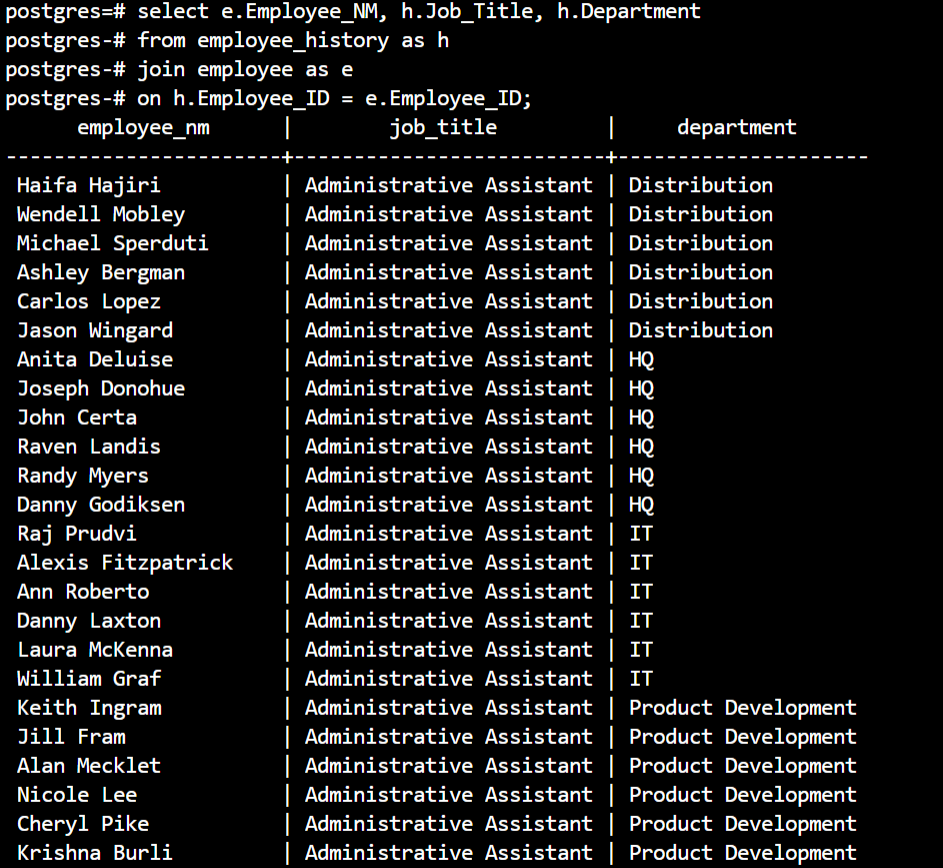 postgres=# select e.Employee_NM, h.Job_Title, h.Department
postgres-# from employee_history as h
postgres-# join employee as e
postgres-# on h.Employee_ID = e.Employee_ID;
      employee_nm      |        job_title         |     department
-----------------------+--------------------------+---------------------
 Haifa Hajiri          | Administrative Assistant | Distribution
 Wendell Mobley        | Administrative Assistant | Distribution
 Michael Sperduti      | Administrative Assistant | Distribution
 Ashley Bergman        | Administrative Assistant | Distribution
 Carlos Lopez          | Administrative Assistant | Distribution
 Jason Wingard         | Administrative Assistant | Distribution
 Anita Deluise         | Administrative Assistant | HQ
 Joseph Donohue        | Administrative Assistant | HQ
 John Certa            | Administrative Assistant | HQ
 Raven Landis          | Administrative Assistant | HQ
 Randy Myers           | Administrative Assistant | HQ
 Danny Godiksen        | Administrative Assistant | HQ
 Raj Prudvi            | Administrative Assistant | IT
 Alexis Fitzpatrick    | Administrative Assistant | IT
 Ann Roberto           | Administrative Assistant | IT
 Danny Laxton          | Administrative Assistant | IT
 Laura McKenna         | Administrative Assistant | IT
 William Graf          | Administrative Assistant | IT
 Keith Ingram          | Administrative Assistant | Product Development
 Jill Fram             | Administrative Assistant | Product Development
 Alan Mecklet          | Administrative Assistant | Product Development
 Nicole Lee            | Administrative Assistant | Product Development
 Cheryl Pike           | Administrative Assistant | Product Development
 Krishna Burli         | Administrative Assistant | Product Development